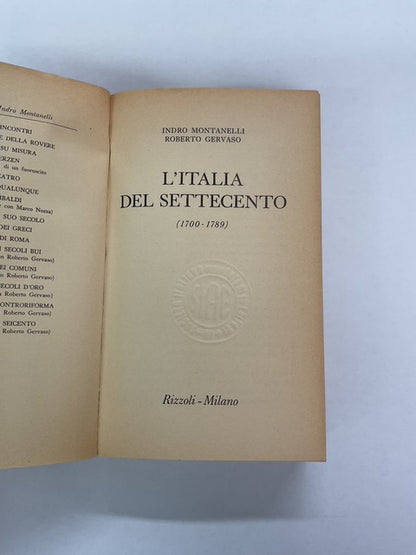 Indro Montanelli
INCONTRI
E DELLA ROVERE
SU MISURA
ERZEN
di un fuoruscito
EATRO
QUALUNQUE
IBALDI
e con Marco Nozza)
SUO SECOLO
DEI GRECI
DI ROMA
I SECOLI BUI
n Roberto Gervaso)
EI COMUNI
n Roberto Gervaso)
SECOLI D'ORO
n Roberto Gervaso)
ONTRORIFORMA
n Roberto Gervaso)
SEICENTO
n Roberto Gervaso)
INDRO MONTANELLI
ROBERTO GERVASO
L'ITALIA
DEL SETTECENTO
(1700-1789)
SIAE
Rizzoli - Milano